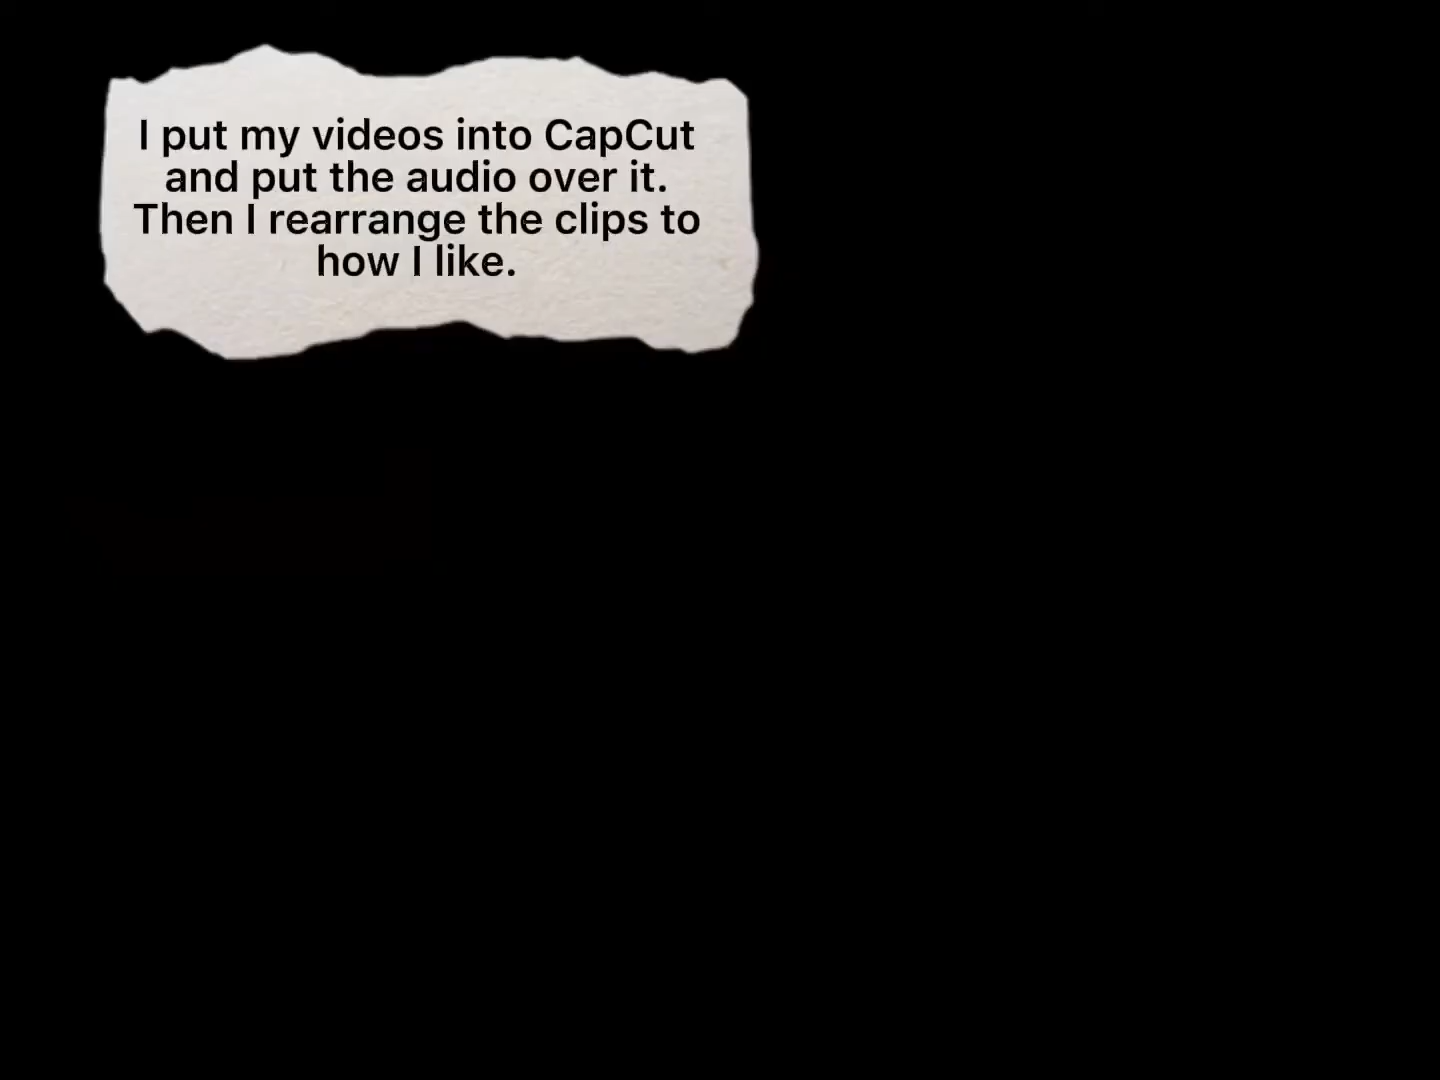 I put my videos into CapCut
and put the audio over it.
Then I rearrange the clips to
how I like.